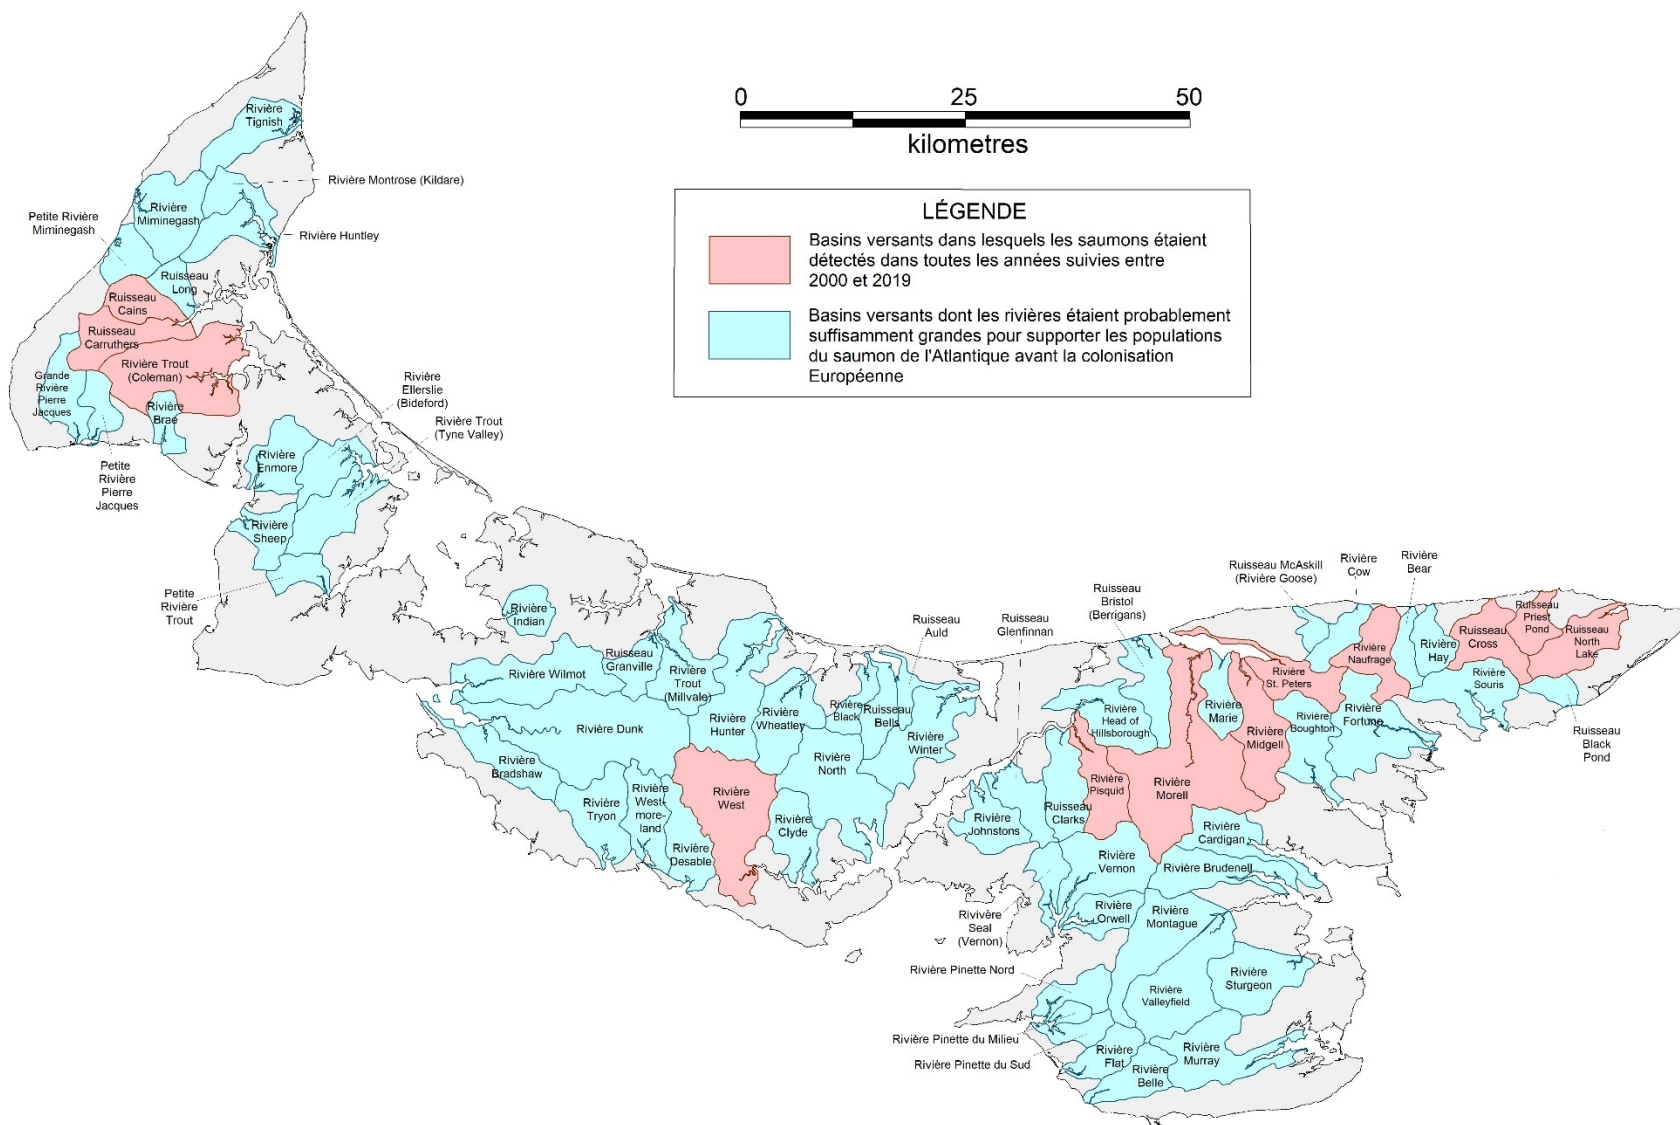 0 25 50
kilometres
LÉGENDE
Basins versants dans lesquels les saumons étaient
détectés dans toutes les années suivies entre
2000 et 2019
Basins versants dont les rivières étaient probablement
suffisamment grandes pour supporter les populations
du saumon de l'Atlantique avant la colonisation
Européenne
Rivière
Tignish
Rivière Montrose (Kildare)
Rivière
Miminegash
Petite Rivière
Miminegash
Rivière Huntley
Ruisseau
Long
Ruisseau
Cains
Ruisseau
Carruthers
Rivière Trout
(Coleman)
Grande
Rivière
Pierre
Jacques
Rivière
Brae
Petite
Rivière
Pierre
Jacques
Rivière
Ellerslie
(Bideford)
Rivière Trout
(Tyne Valley)
Rivière
Enmore
Rivière
Sheep
Petite
Rivière
Trout
Rivière
Indian
Rivière Wilmot
Ruisseau
Granville
Rivière
Trout
(Millvale)
Rivière Dunk
Rivière
Hunter
Rivière
Wheatley
Rivière
Black
Ruisseau
Bells
Ruisseau
Auld
Rivière
Winter
Rivière
North
Rivière
Bradshaw
Rivière
Tryon
Rivière
West-
more-
land
Rivière
Desable
Rivière
West
Rivière
Clyde
Ruisseau
Glenfinnan
Ruisseau
Bristol
(Berrigans)
Rivière
Head of
Hillsborough
Rivière
Johnstons
Ruisseau
Clarks
Rivière
Pisquid
Rivière
Morell
Rivière
Marie
Rivière
Midgell
Rivière
St. Peters
Ruisseau McAskill
(Rivière Goose)
Rivière
Cow
Rivière
Bear
Rivière
Naufrage
Rivière
Hay
Ruisseau
Cross
Ruisseau
Priest
Pond
Ruisseau
North
Lake
Rivière
Souris
Ruisseau
Black
Pond
Rivière
Boughton
Rivière
Fortune
Rivière
Cardigan
Rivière
Vernon
Rivière Brudenell
Rivière
Orwell
Rivière
Montague
Rivivère
Seal
(Vernon)
Rivière Pinette Nord
Rivière
Sturgeon
Rivière
Valleyfield
Rivière Pinette du Milieu
Rivière Pinette du Sud
Rivière
Flat
Rivière
Belle
Rivière
Murray